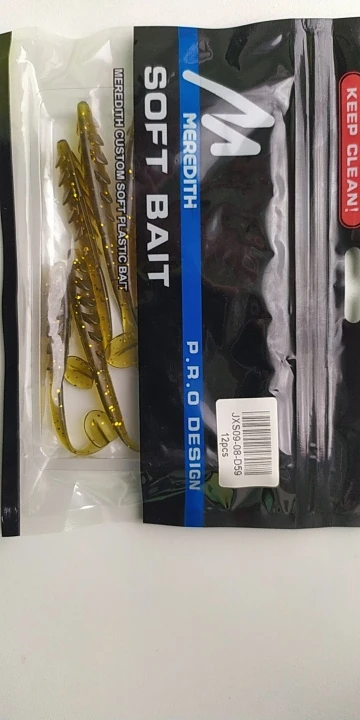 KEEP CLEAN!
M
MEREDITH
P.R.O DESIGN
SOFT BAIT
MEREDITH CUSTOM SOFT PLASTIC BAIT
JXS09-08-D59
12pcs